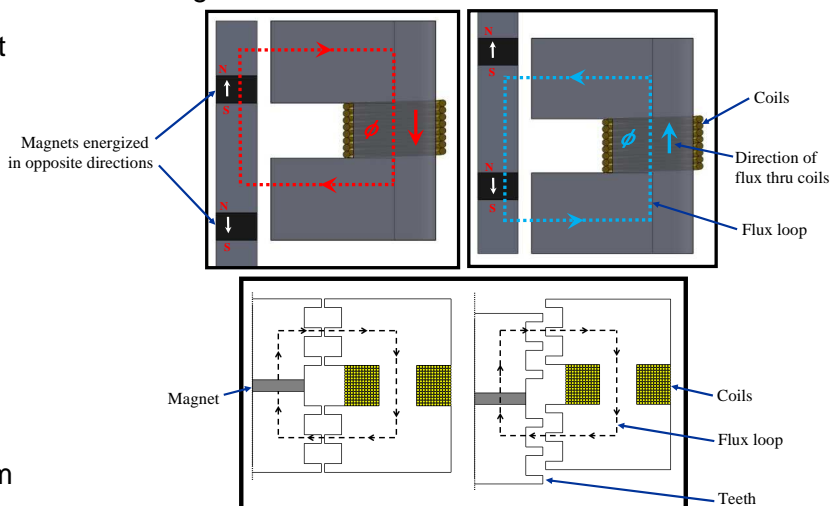 N
S
N
S
ϕ
N
S
N
S
ϕ
Magnets energized
in opposite directions
Coils
Direction of
flux thru coils
Flux loop
Magnet
Coils
Flux loop
Teeth